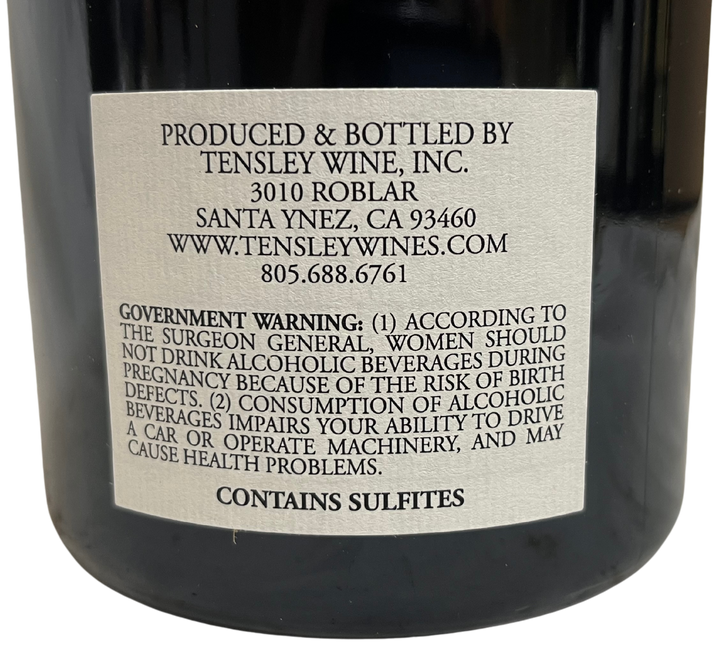 PRODUCED & BOTTLED BY
TENSLEY WINE, INC.
3010 ROBLAR
SANTA YNEZ, CA 93460
WWW.TENSLEYWINES.COM
805.688.6761
GOVERNMENT WARNING: (1) ACCORDING TO
THE SURGEON GENERAL, WOMEN SHOULD
NOT DRINK ALCOHOLIC BEVERAGES DURING
PREGNANCY BECAUSE OF THE RISK OF BIRTH
DEFECTS. (2) CONSUMPTION OF ALCOHOLIC
BEVERAGES IMPAIRS YOUR ABILITY TO DRIVE
A CAR OR OPERATE MACHINERY, AND MAY
CAUSE HEALTH PROBLEMS.
CONTAINS SULFITES